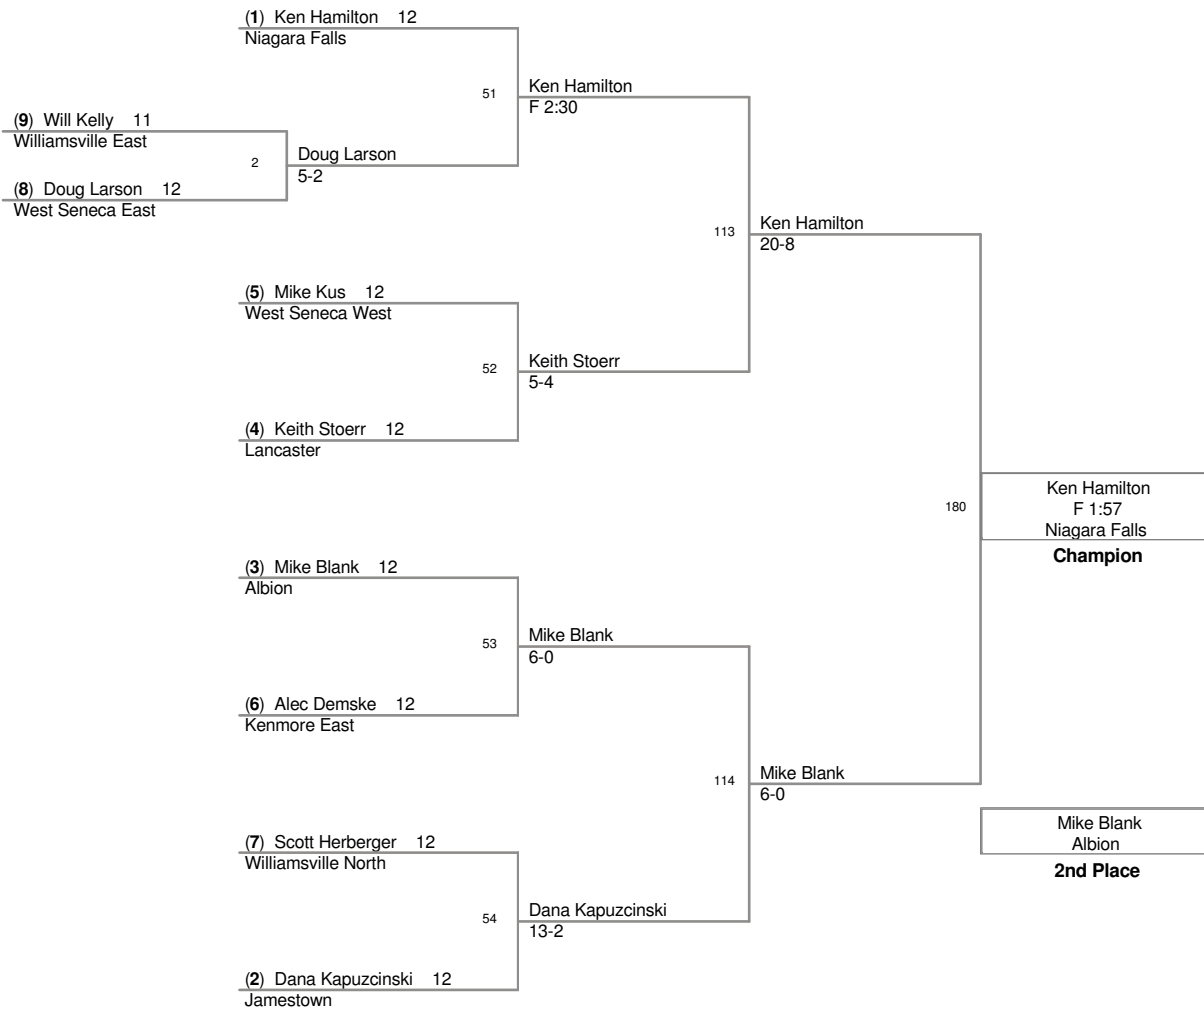 (1) Ken Hamilton 12
Niagara Falls
51
Ken Hamilton
F 2:30
(9) Will Kelly 11
Williamsville East
2
Doug Larson
5-2
(8) Doug Larson 12
West Seneca East
113
Ken Hamilton
20-8
(5) Mike Kus 12
West Seneca West
52
Keith Stoerr
5-4
(4) Keith Stoerr 12
Lancaster
180
Ken Hamilton
F 1:57
Niagara Falls
Champion
(3) Mike Blank 12
Albion
53
Mike Blank
6-0
(6) Alec Demske 12
Kenmore East
114
Mike Blank
6-0
Mike Blank
Albion
2nd Place
(7) Scott Herberger 12
Williamsville North
54
Dana Kapuzcinski
13-2
(2) Dana Kapuzcinski 12
Jamestown